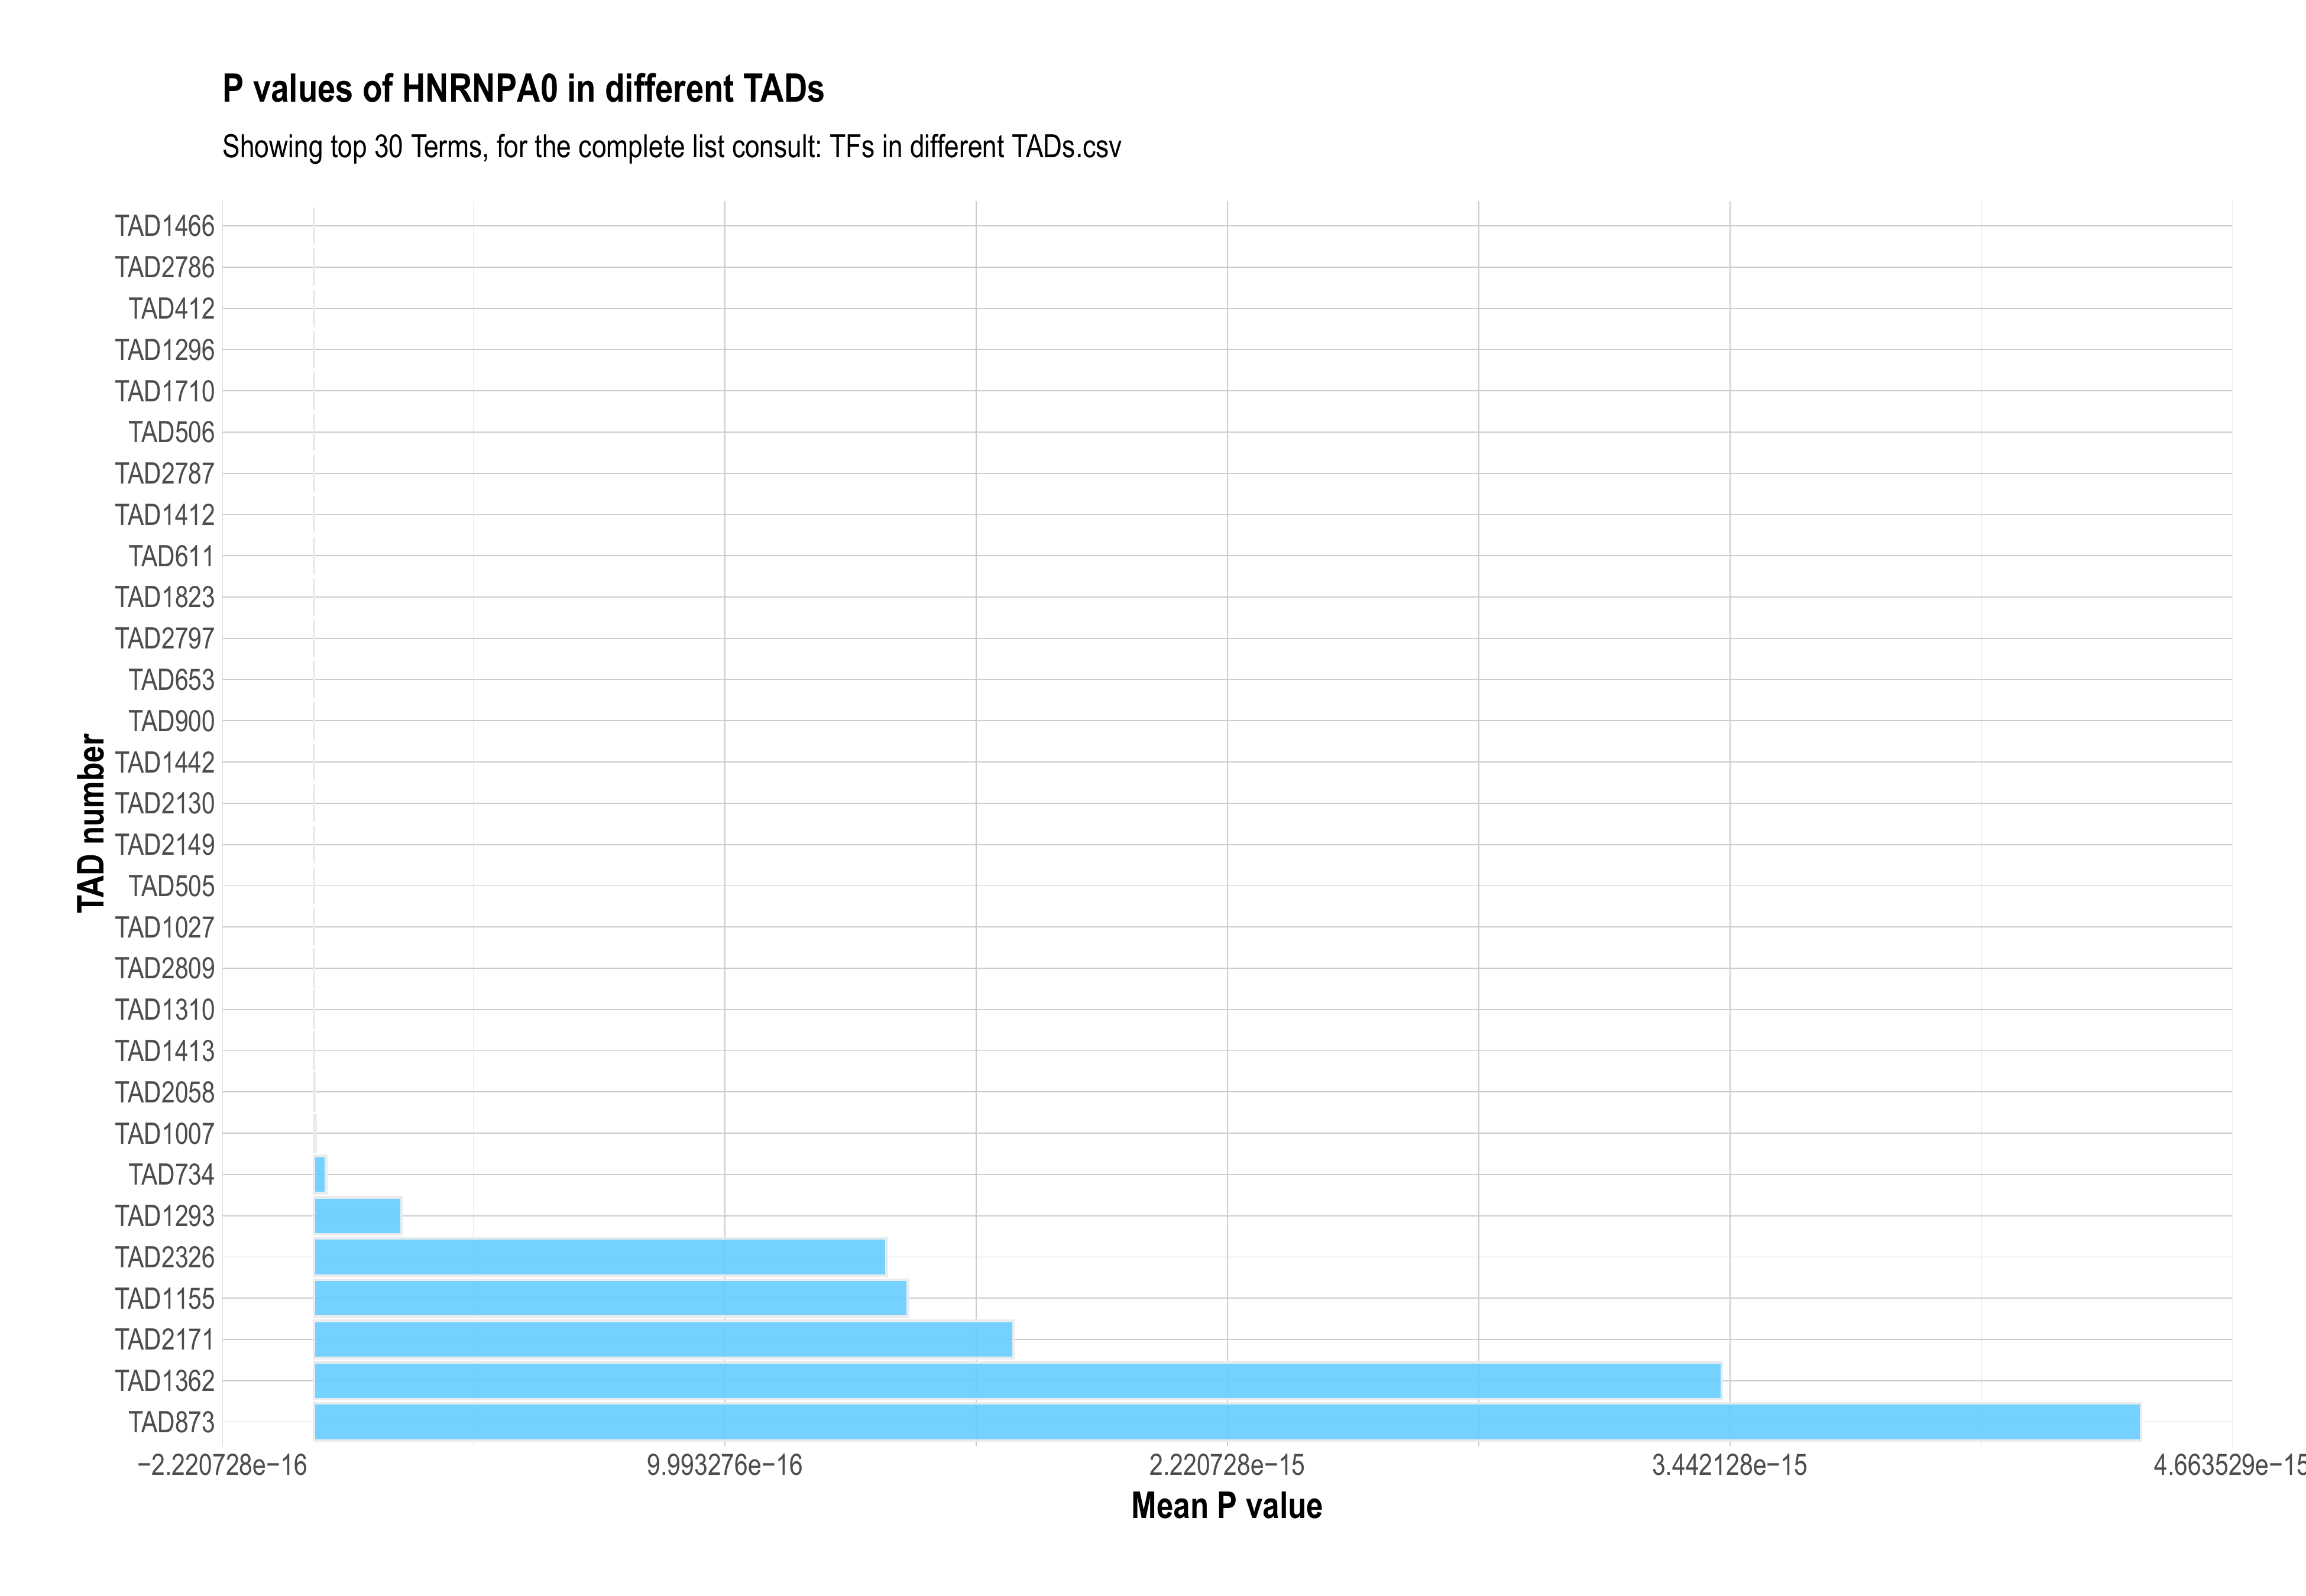 P values of HNRNPA0 in different TADs
Showing top 30 Terms, for the complete list consult: TFs in different TADs.csv
TAD number
TAD1466
TAD2786
TAD412
TAD1296
TAD1710
TAD506
TAD2787
TAD1412
TAD611
TAD1823
TAD2797
TAD653
TAD900
TAD1442
TAD2130
TAD2149
TAD505
TAD1027
TAD2809
TAD1310
TAD1413
TAD2058
TAD1007
TAD734
TAD1293
TAD2326
TAD1155
TAD2171
TAD1362
TAD873
−2.220728e−16 9.993276e−16 2.220728e−15 3.442128e−15 4.663529e−15
Mean P value